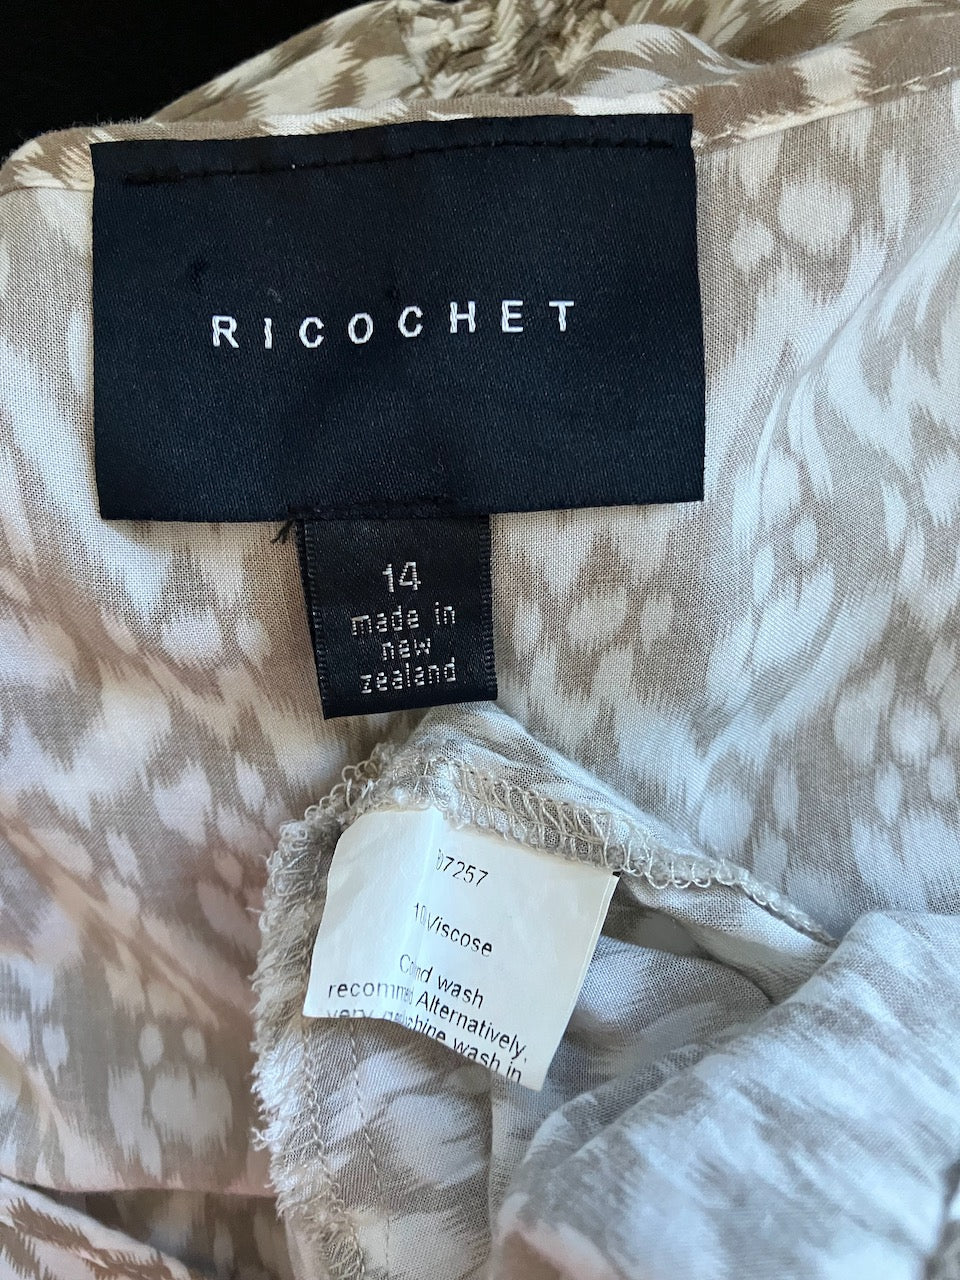 RICOCHET
14
made in
new
zealand
07257
Viscose
wash
Alternatively,
wash in